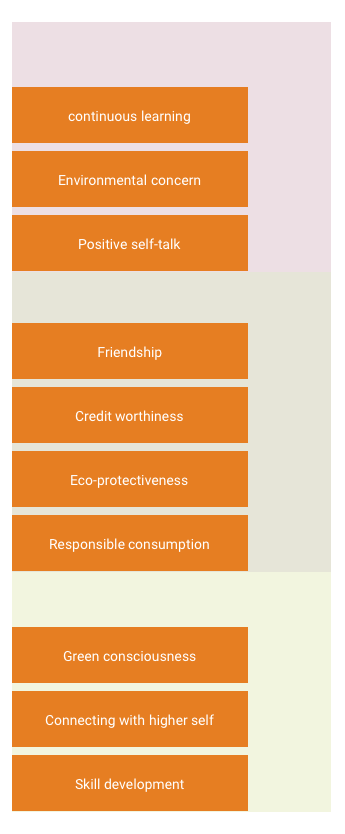 continuous learning
Environmental concern
Positive self-talk
Friendship
Credit worthiness
Eco-protectiveness
Responsible consumption
Green consciousness
Connecting with higher self
Skill development